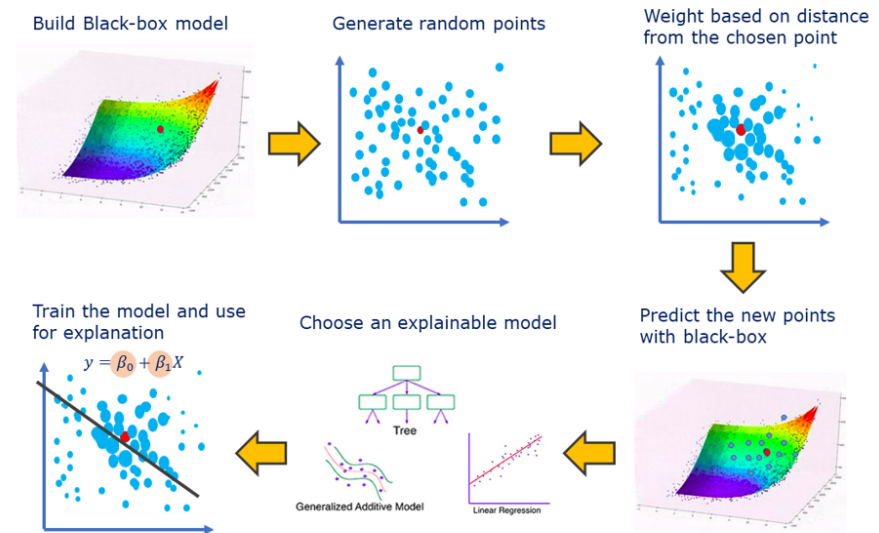 Build Black-box model
Generate random points
Weight based on distance
from the chosen point
Predict the new points
with black-box
Choose an explainable model
Tree
Generalized Additive Model
Linear Regression
Train the model and use
for explanation
y = β₀ + β₁X